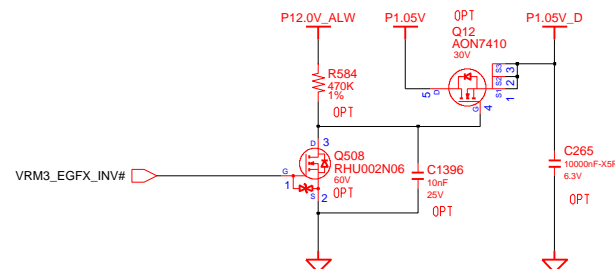 P12.0V_ALW
P1.05V
OPT
P1.05V_D
Q12
AON7410
30V
R584
470K
1%
OPT
5
D
S3
3
S2
2
S1
1
G
4
D
3
Q508
RHU002N06
60V
OPT
G
1
S
2
VRM3_EGFX_INV#
C1396
10nF
25V
OPT
C265
10000nF-X5R
6.3V
OPT